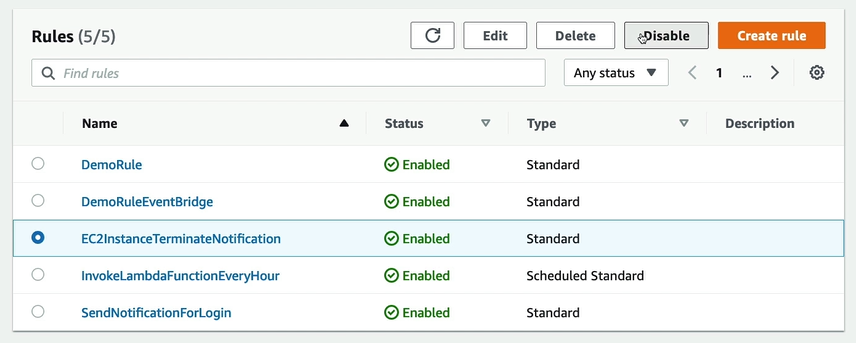 Rules (5/5)
Edit
Delete
Disable
Create rule
Find rules
Any status
1
...
Name
Status
Type
Description
DemoRule
Enabled
Standard
DemoRuleEventBridge
Enabled
Standard
EC2InstanceTerminateNotification
Enabled
Standard
InvokeLambdaFunctionEveryHour
Enabled
Scheduled Standard
SendNotificationForLogin
Enabled
Standard